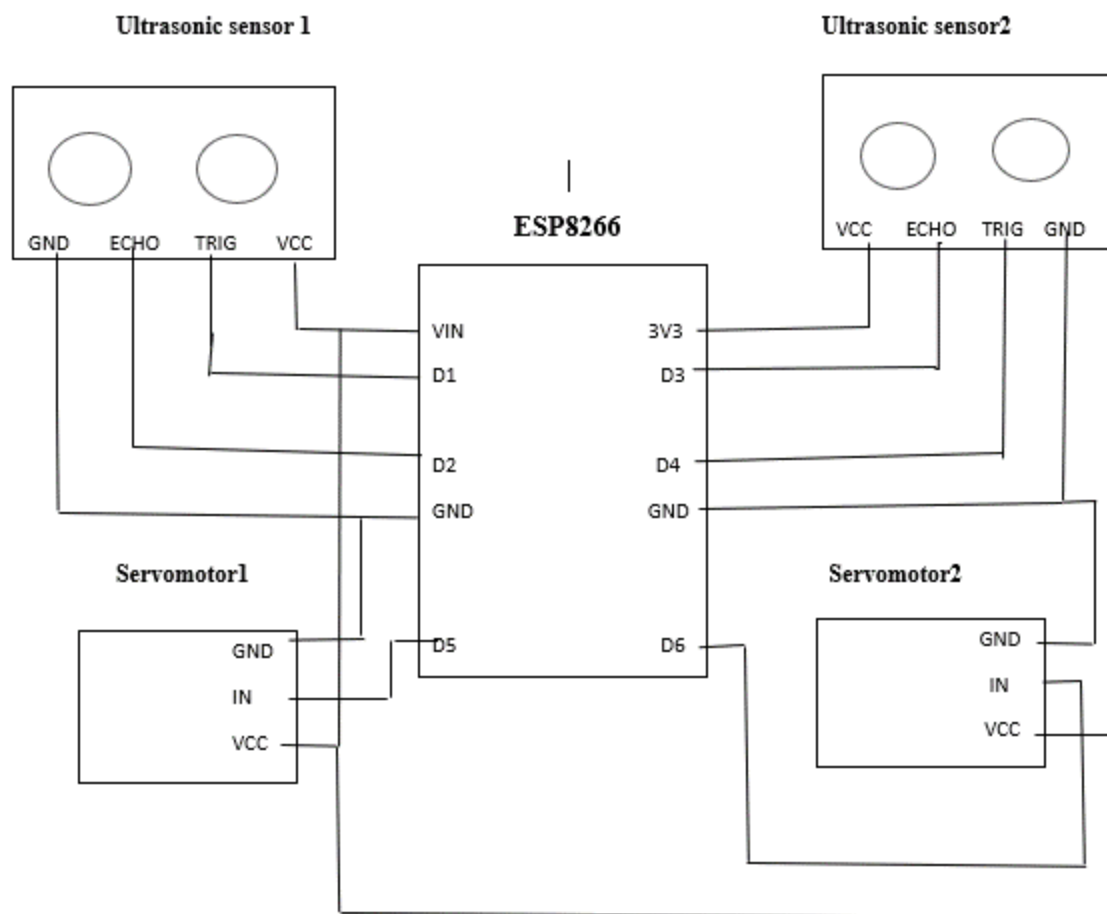 Ultrasonic sensor 1
Ultrasonic sensor2
GND ECHO TRIG VCC
VCC ECHO TRIG GND
ESP8266
VIN 3V3
D1 D3
D2 D4
GND GND
Servomotor1
Servomotor2
D5 D6
GND
IN
VCC
GND
IN
VCC